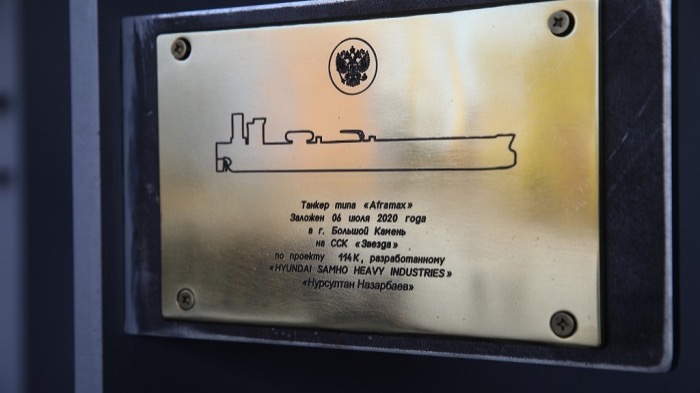 Танкер типа «Aframax»
Заложен 06 июля 2020 года
в г. Большой Камень
на ССК «Звезда»
по проекту 114К, разработанному
«HYUNDAI SAMHO HEAVY INDUSTRIES»
«Нурсултан Назарбаев»